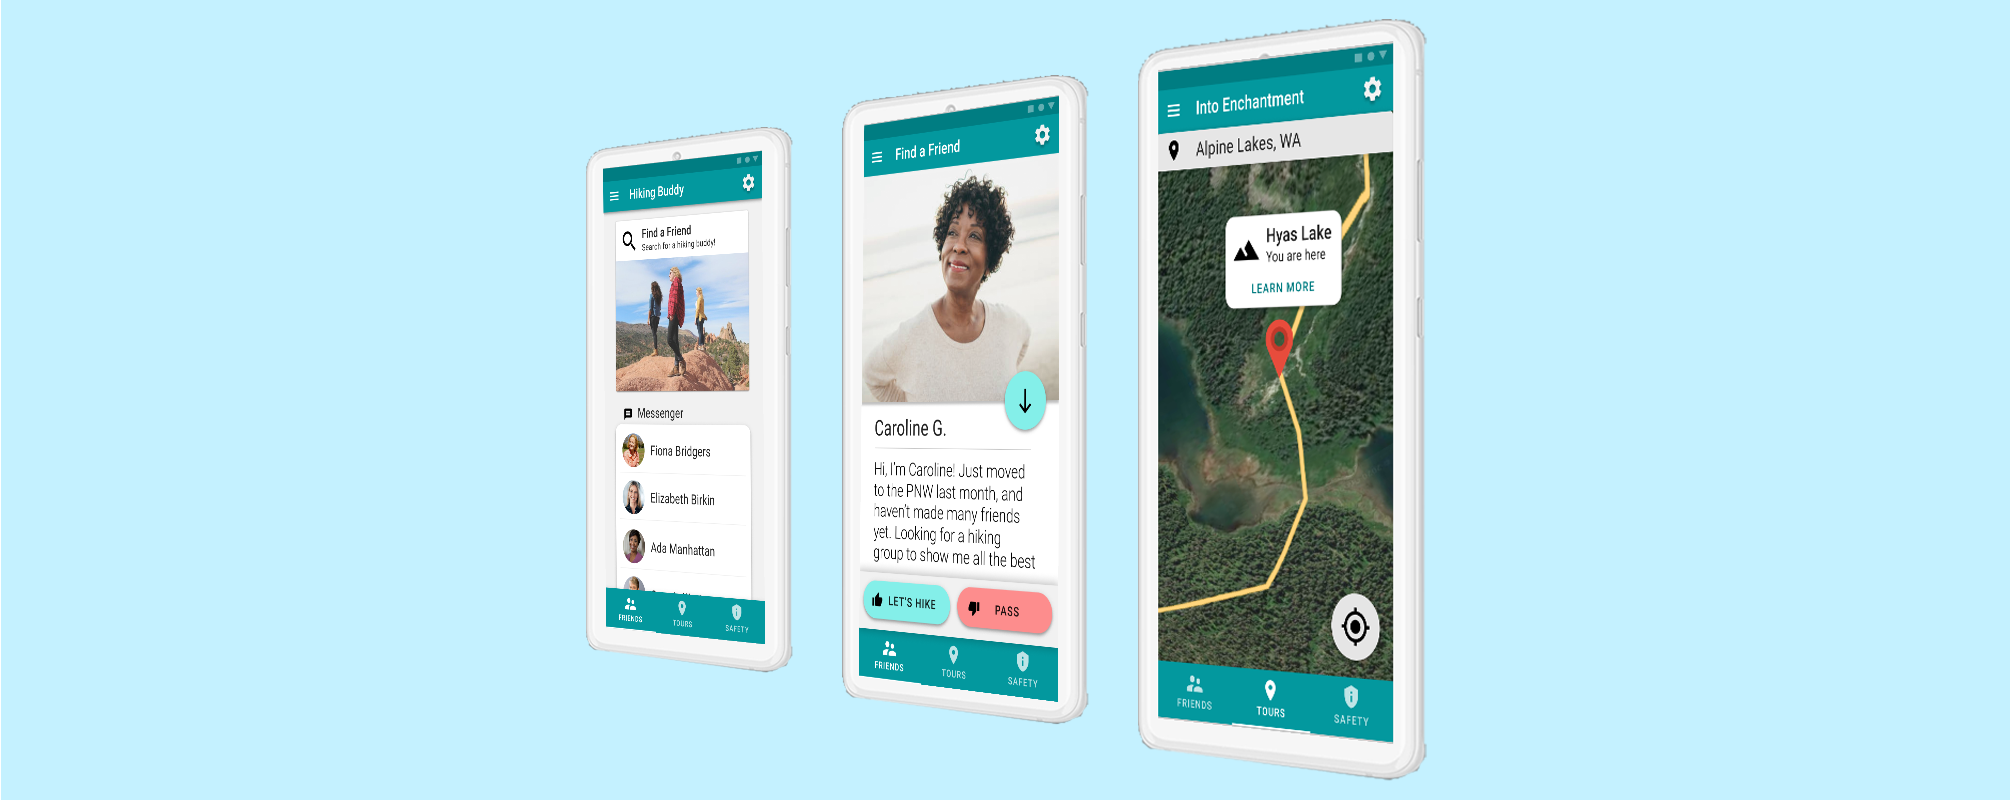 Hiking Buddy
Find a Friend
Search for a hiking buddy!
Messenger
Fiona Bridgers
Elizabeth Birkin
Ada Manhattan
FRIENDS
TOURS
SAFETY
Find a Friend
Caroline G.
Hi, I'm Caroline! Just moved
to the PNW last month, and
haven't made many friends
yet. Looking for a hiking
group to show me all the best
LET'S HIKE
PASS
FRIENDS
TOURS
SAFETY
Into Enchantment
Alpine Lakes, WA
Hyas Lake
You are here
LEARN MORE
FRIENDS
TOURS
SAFETY